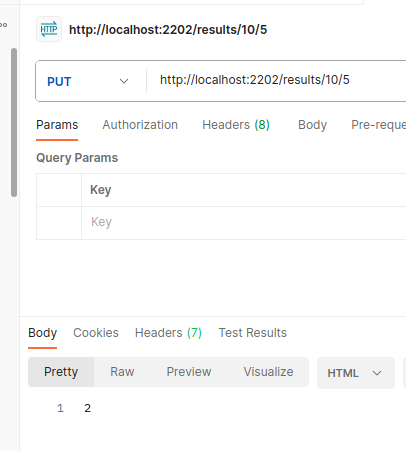 HTTP http://localhost:2202/results/10/5
PUT http://localhost:2202/results/10/5
Params Authorization Headers (8) Body Pre-reque
Query Params
Key
Key
Body Cookies Headers (7) Test Results
Pretty Raw Preview Visualize HTML
1 2